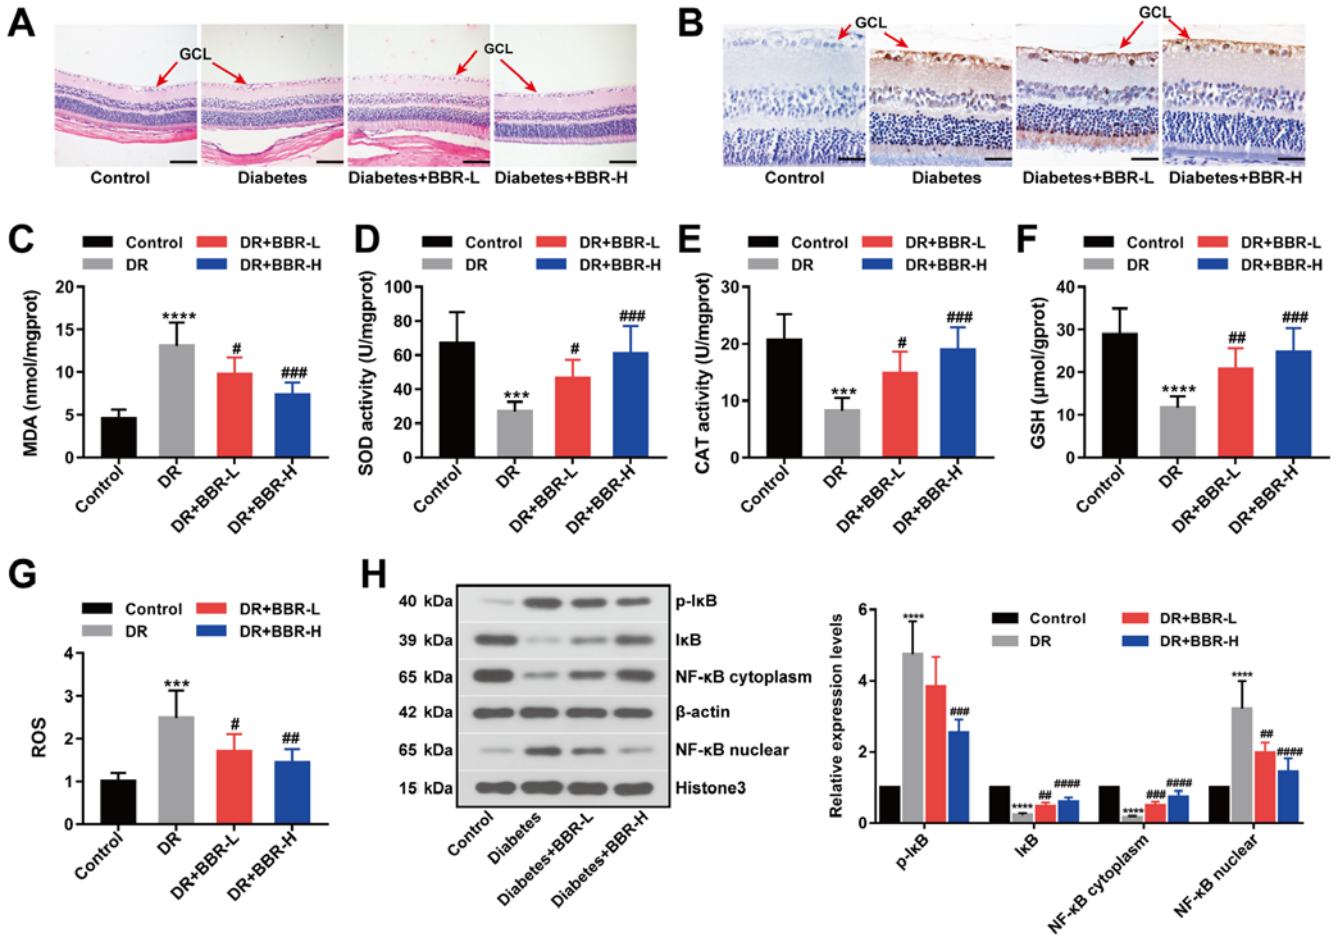 A
GCL
GCL
Control
Diabetes
Diabetes+BBR-L
Diabetes+BBR-H
B
GCL
GCL
Control
Diabetes
Diabetes+BBR-L
Diabetes+BBR-H
C
Control
DR+BBR-L
DR
DR+BBR-H
MDA (nmol/mgprot)
20
15
10
5
0
****
#
###
Control
DR
DR+BBR-L
DR+BBR-H
D
Control
DR+BBR-L
DR
DR+BBR-H
SOD activity (U/mgprot)
100
80
60
40
20
0
***
#
###
Control
DR
DR+BBR-L
DR+BBR-H
E
Control
DR+BBR-L
DR
DR+BBR-H
CAT activity (U/mgprot)
30
20
10
0
***
#
###
Control
DR
DR+BBR-L
DR+BBR-H
F
Control
DR+BBR-L
DR
DR+BBR-H
GSH (μmol/gprot)
40
30
20
10
0
****
##
###
Control
DR
DR+BBR-L
DR+BBR-H
G
Control
DR+BBR-L
DR
DR+BBR-H
ROS
4
3
2
1
0
***
#
##
Control
DR
DR+BBR-L
DR+BBR-H
H
40 kDa
p-IκB
39 kDa
IκB
65 kDa
NF-κB cytoplasm
42 kDa
β-actin
65 kDa
NF-κB nuclear
15 kDa
Histone3
Control
Diabetes
Diabetes+BBR-L
Diabetes+BBR-H
Relative expression levels
6
4
2
0
Control
DR+BBR-L
DR
DR+BBR-H
****
###
****
##
####
****
###
####
****
##
####
p-IκB
IκB
NF-κB cytoplasm
NF-κB nuclear